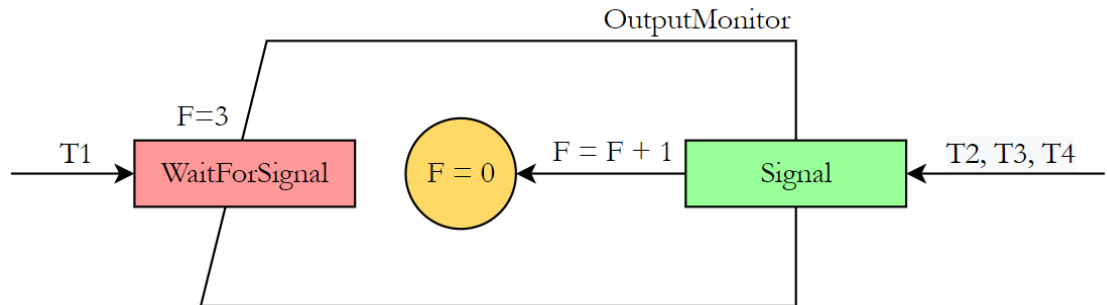 OutputMonitor
F=3
T1
WaitForSignal
F = 0
F = F + 1
Signal
T2, T3, T4